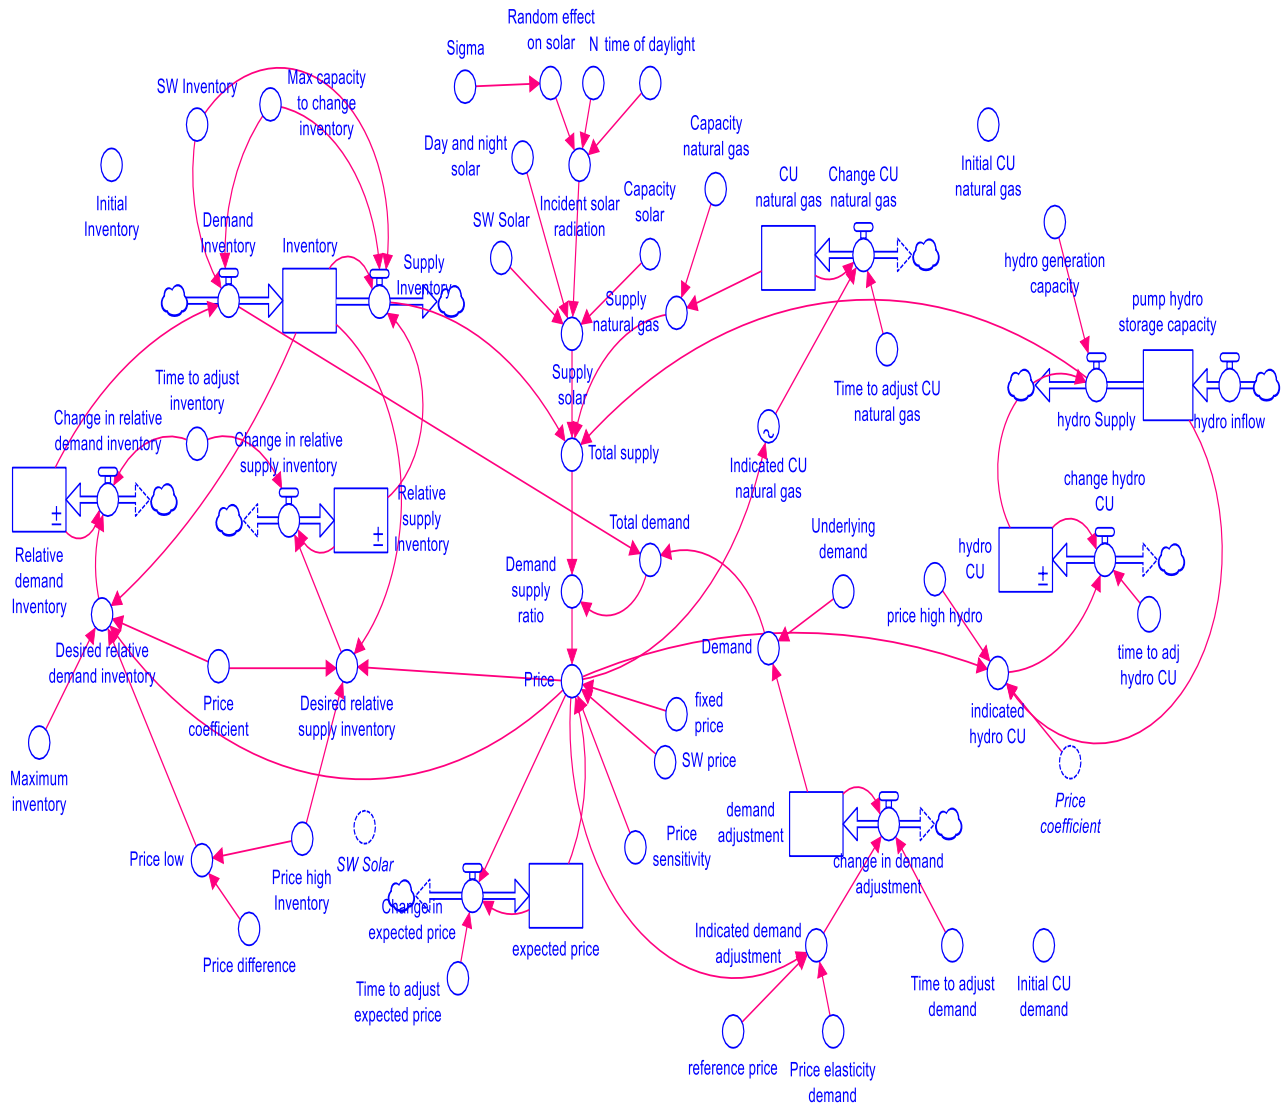 Random effect
on solar
N
time of daylight
Sigma
SW Inventory
Max capacity
to change
inventory
Capacity
natural gas
Day and night
solar
Initial CU
natural gas
CU
natural gas
Change CU
natural gas
Initial
Inventory
Incident solar
radiation
Capacity
solar
SW Solar
Demand
Inventory
Inventory
Supply
Inventory
hydro generation
capacity
Supply
natural gas
pump hydro
storage capacity
Time to adjust
inventory
Supply
solar
Time to adjust CU
natural gas
hydro Supply
hydro inflow
Change in relative
demand inventory
Change in relative
supply inventory
Total supply
Indicated CU
natural gas
change hydro
CU
Relative
supply
Inventory
Total demand
Underlying
demand
hydro
CU
Relative
demand
Inventory
Demand
supply
ratio
price high hydro
Desired relative
demand inventory
Demand
time to adj
hydro CU
Price
Price
coefficient
Desired relative
supply inventory
fixed
price
indicated
hydro CU
SW price
Maximum
inventory
Price
coefficient
demand
adjustment
Price
sensitivity
Price low
SW Solar
change in demand
adjustment
Price high
Inventory
Change in
expected price
expected price
Indicated demand
adjustment
Price difference
Time to adjust
expected price
Time to adjust
demand
Initial CU
demand
reference price
Price elasticity
demand